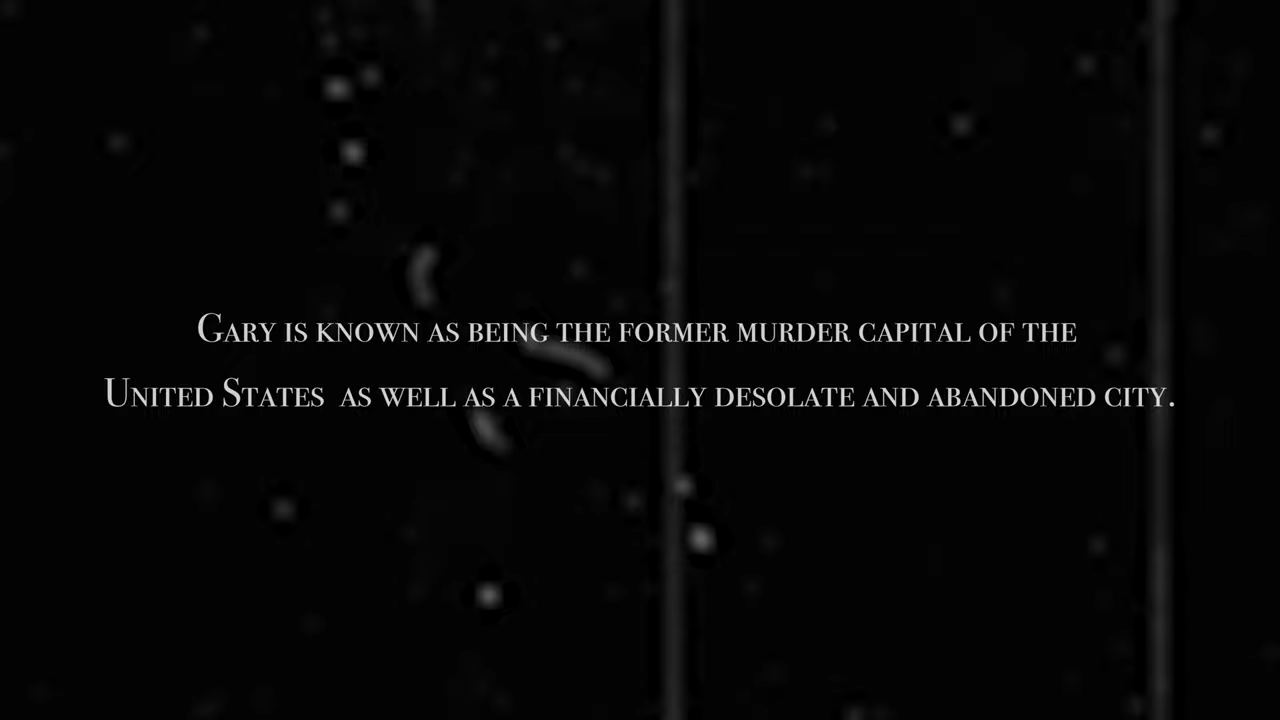 Gary is known as being the former murder capital of the
United States  as well as a financially desolate and abandoned city.